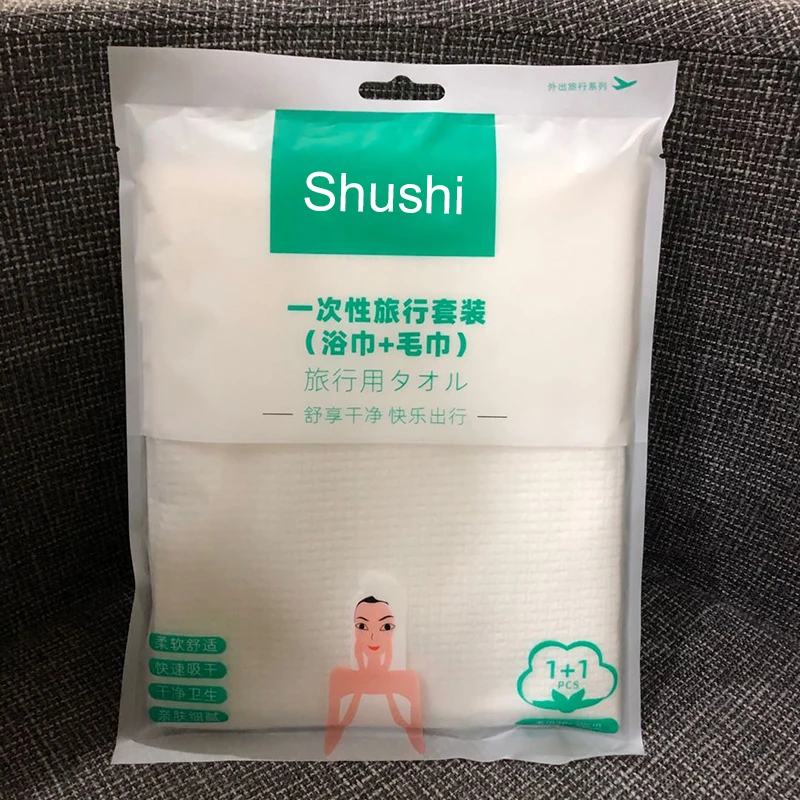 外出旅行系列
Shushi
一次性旅行套装
（浴巾+毛巾）
旅行用タオル
舒享干净 快乐出行
柔软舒适
快速吸干
干净卫生
亲肤细腻
1+1
PCS